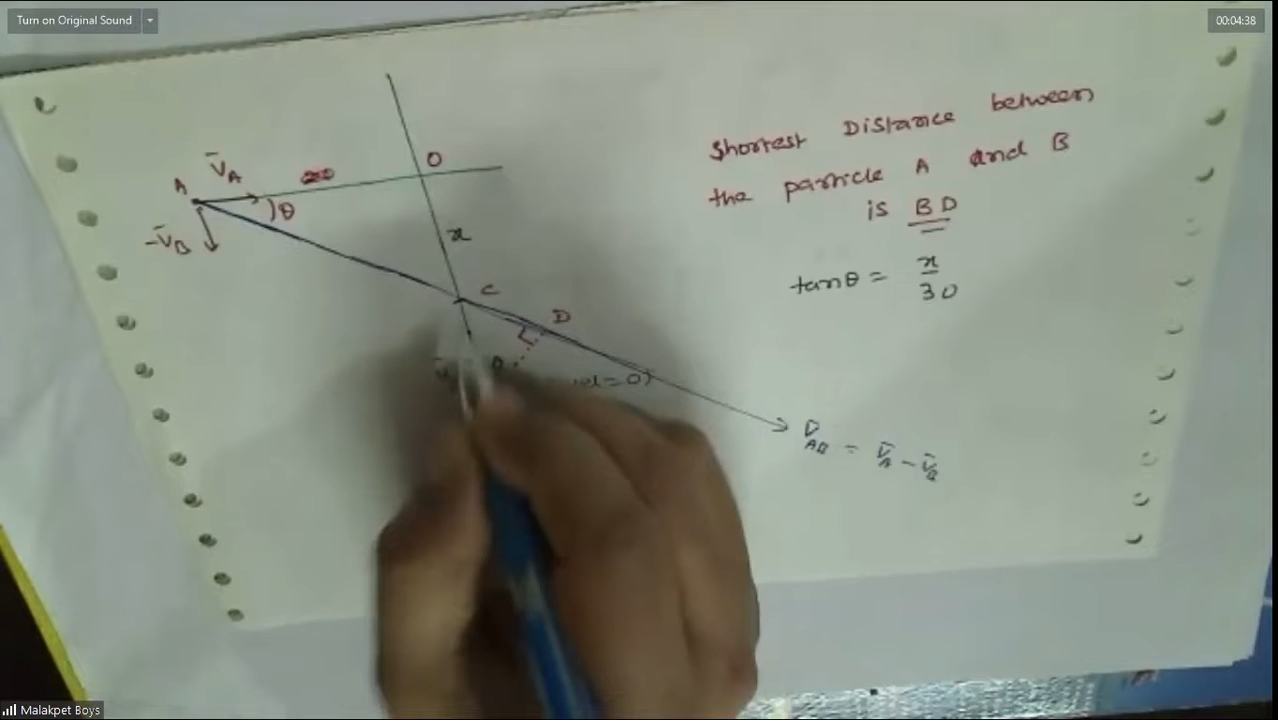 Turn on Original Sound
00:04:38
Shortest Distance between
the particle A and B
is BD
tanθ = x/30
V̄A
A
O
θ
-V̄B
x
C
D
= V̄A - V̄B
Malakpet Boys